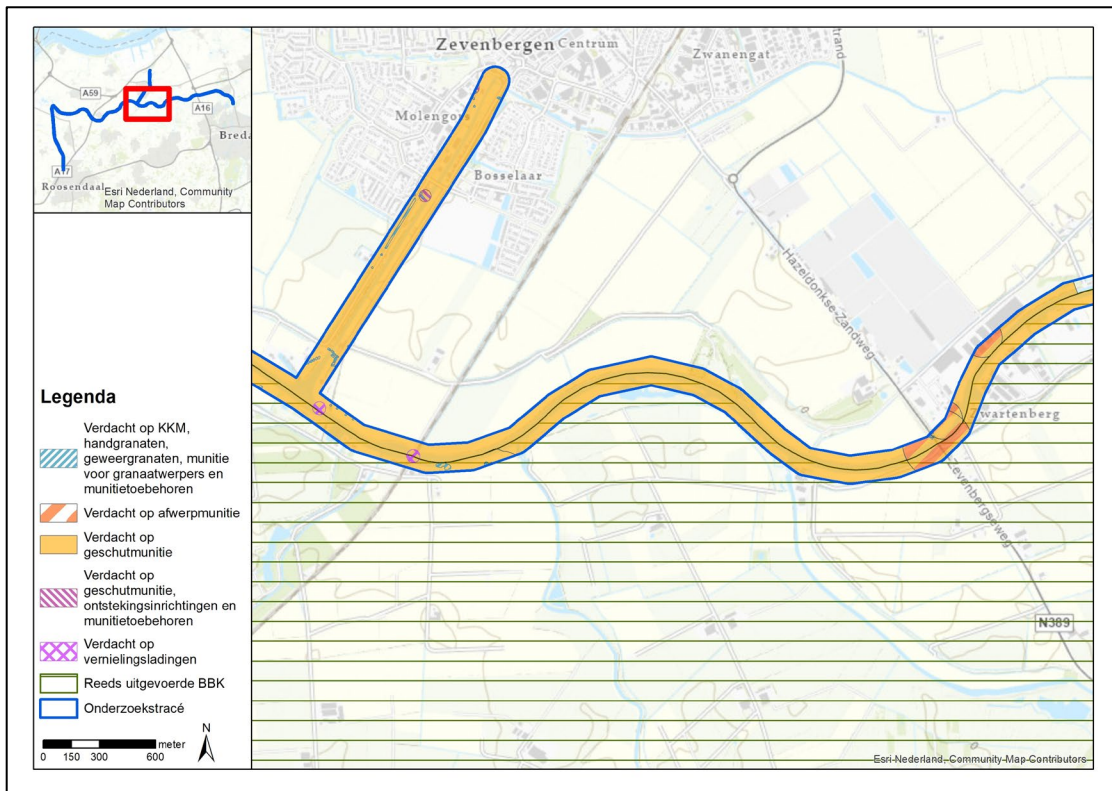 A59
A16
Breda
A17
Roosendaal
Esri Nederland, Community
Map Contributors
Legenda
Verdacht op KKM,
handgranaten,
geweergranaten, munitie
voor granaatwerpers en
munitietoebehoren
Verdacht op afwerpmunitie
Verdacht op
geschutmunitie
Verdacht op
geschutmunitie,
ontstekingsinrichtingen en
munitietoebehoren
Verdacht op
vernielingsladingen
Reeds uitgevoerde BBK
Onderzoekstracé
meter
0 150 300 600
N
Zevenbergen
Centrum
Zwanengat
Molengors
Bosselaar
Hazeldonkse-Zandweg
Zwartenberg
Zevenbergseweg
N389
0
0
Esri Nederland, Community Map Contributors